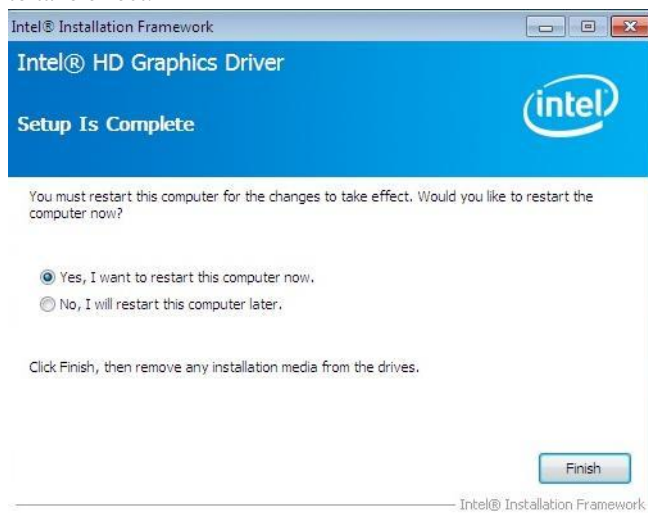 Intel® Installation Framework
Intel® HD Graphics Driver
intel
Setup Is Complete
You must restart this computer for the changes to take effect. Would you like to restart the
computer now?
Yes, I want to restart this computer now.
No, I will restart this computer later.
Click Finish, then remove any installation media from the drives.
Finish
Intel® Installation Framework